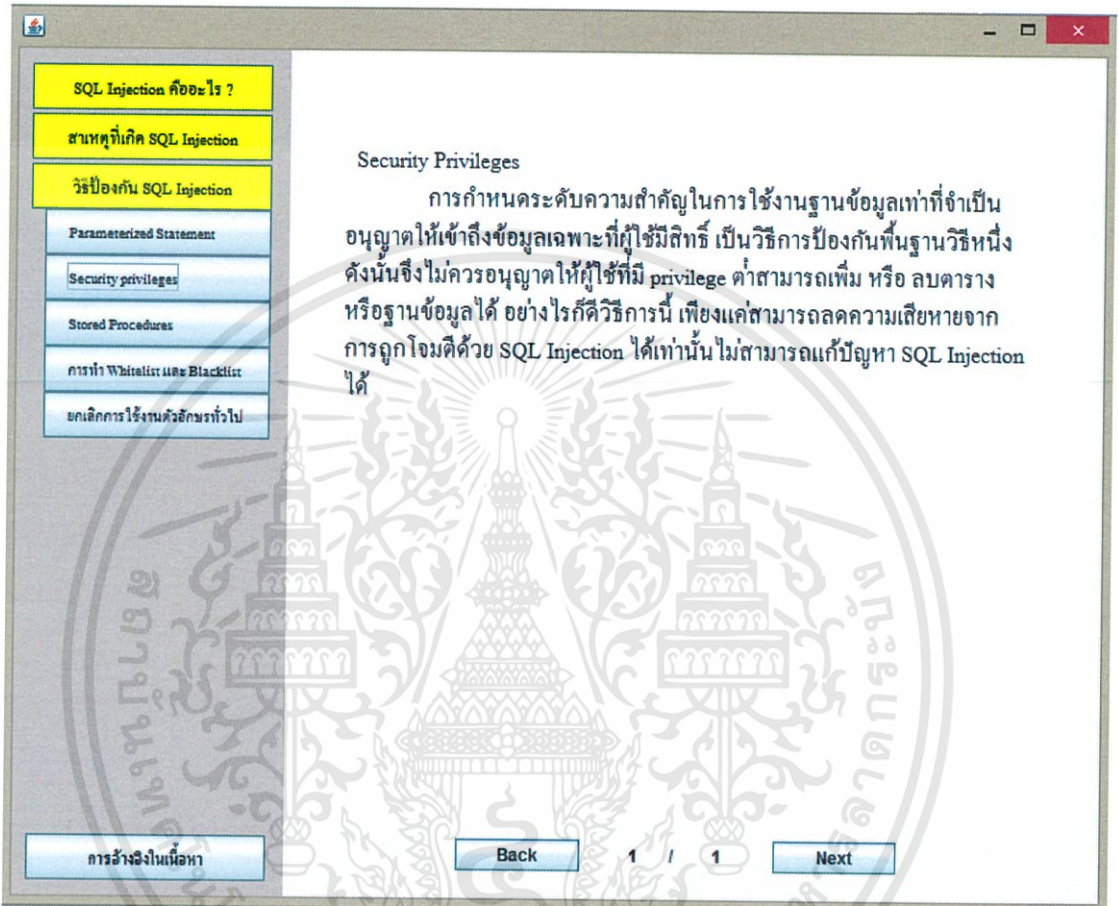 SQL Injection คืออะไร ?
สาเหตุที่เกิด SQL Injection
วิธีป้องกัน SQL Injection
Parameterized Statement
Security privileges
Stored Procedures
การทำ Whitelist และ Blacklist
ยกเลิกการใช้งานตัวอักษรทั่วไป
การอ้างอิงในเนื้อหา
Security Privileges
การกำหนดระดับความสำคัญในการใช้งานฐานข้อมูลเท่าที่จำเป็น
อนุญาตให้เข้าถึงข้อมูลเฉพาะที่ผู้ใช้มีสิทธิ์ เป็นวิธีการป้องกันพื้นฐานวิธีหนึ่ง
ดังนั้นจึงไม่ควรอนุญาตให้ผู้ใช้ที่มี privilege ต่ำสามารถเพิ่ม หรือ ลบตาราง
หรือฐานข้อมูลได้ อย่างไรก็ดีวิธีการนี้ เพียงแค่สามารถลดความเสียหายจาก
การถูกโจมตีด้วย SQL Injection ได้เท่านั้นไม่สามารถแก้ปัญหา SQL Injection
ได้
Back 1 / 1 Next